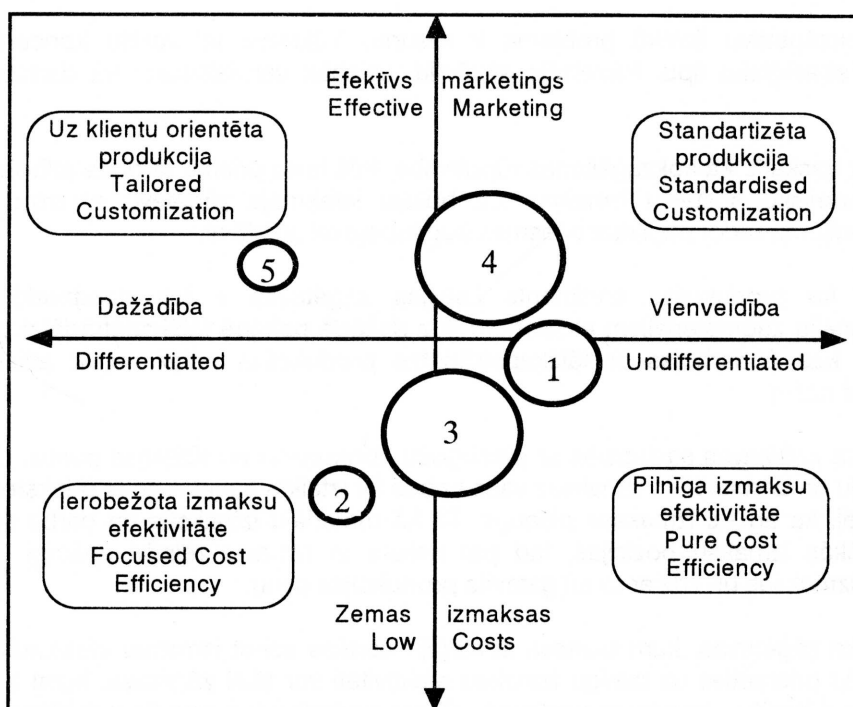 Efektīvs mārketings
Effective Marketing
Uz klientu orientēta
produkcija
Tailored
Customization
Standartizēta
produkcija
Standardised
Customization
5
4
Dažādība
Vienveidība
Differentiated
Undifferentiated
1
3
2
Ierobežota izmaksu
efektivitāte
Focused Cost
Efficiency
Pilnīga izmaksu
efektivitāte
Pure Cost
Efficiency
Zemas izmaksas
Low Costs